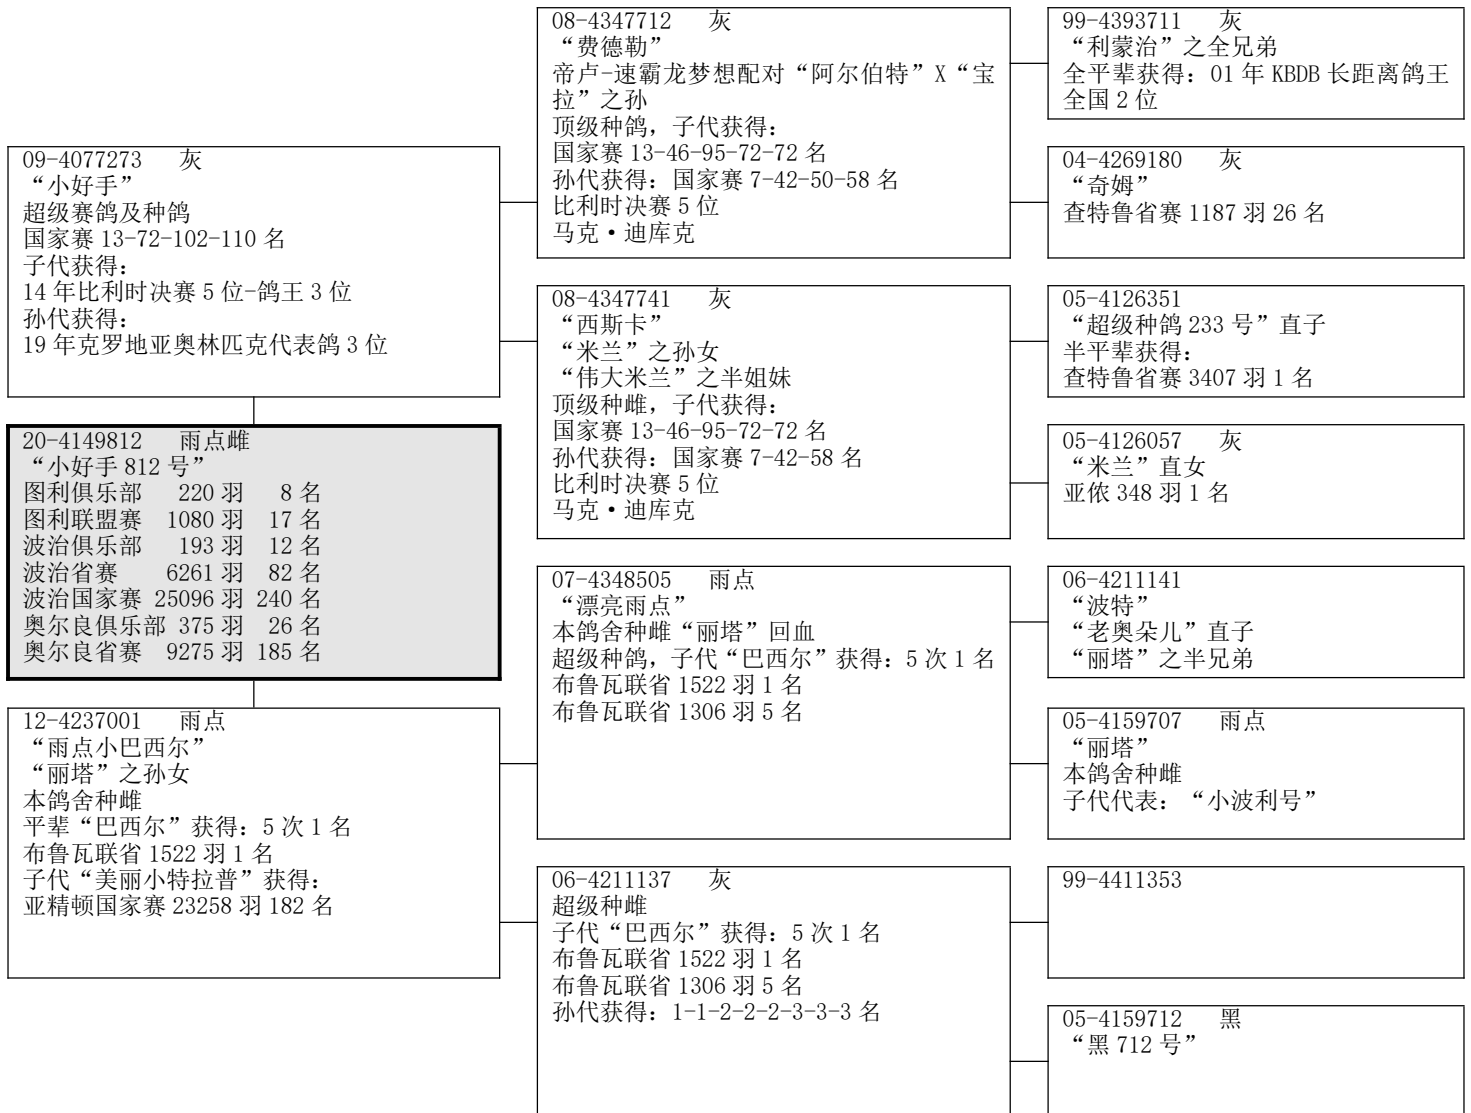 09-4077273 灰
“小好手”
超级赛鸽及种鸽
国家赛 13-72-102-110 名
子代获得：
14 年比利时决赛 5 位-鸽王 3 位
孙代获得：
19 年克罗地亚奥林匹克代表鸽 3 位
20-4149812 雨点雌
“小好手 812 号”
图利俱乐部 220 羽 8 名
图利联盟赛 1080 羽 17 名
波治俱乐部 193 羽 12 名
波治省赛 6261 羽 82 名
波治国家赛 25096 羽 240 名
奥尔良俱乐部 375 羽 26 名
奥尔良省赛 9275 羽 185 名
12-4237001 雨点
“雨点小巴西尔”
“丽塔”之孙女
本鸽舍种雌
平辈“巴西尔”获得：5 次 1 名
布鲁瓦联省 1522 羽 1 名
子代“美丽小特拉普”获得：
亚精顿国家赛 23258 羽 182 名
08-4347712 灰
“费德勒”
帝卢-速霸龙梦想配对“阿尔伯特”X“宝
拉”之孙
顶级种鸽，子代获得：
国家赛 13-46-95-72-72 名
孙代获得：国家赛 7-42-50-58 名
比利时决赛 5 位
马克·迪库克
08-4347741 灰
“西斯卡”
“米兰”之孙女
“伟大米兰”之半姐妹
顶级种雌，子代获得：
国家赛 13-46-95-72-72 名
孙代获得：国家赛 7-42-58 名
比利时决赛 5 位
马克·迪库克
07-4348505 雨点
“漂亮雨点”
本鸽舍种雌“丽塔”回血
超级种鸽，子代“巴西尔”获得：5 次 1 名
布鲁瓦联省 1522 羽 1 名
布鲁瓦联省 1306 羽 5 名
06-4211137 灰
超级种雌
子代“巴西尔”获得：5 次 1 名
布鲁瓦联省 1522 羽 1 名
布鲁瓦联省 1306 羽 5 名
孙代获得：1-1-2-2-2-3-3-3 名
99-4393711 灰
“利蒙治”之全兄弟
全平辈获得：01 年 KBDB 长距离鸽王
全国 2 位
04-4269180 灰
“奇姆”
查特鲁省赛 1187 羽 26 名
05-4126351
“超级种鸽 233 号”直子
半平辈获得：
查特鲁省赛 3407 羽 1 名
05-4126057 灰
“米兰”直女
亚侬 348 羽 1 名
06-4211141
“波特”
“老奥朵儿”直子
“丽塔”之半兄弟
05-4159707 雨点
“丽塔”
本鸽舍种雌
子代代表：“小波利号”
99-4411353
05-4159712 黑
“黑 712 号”